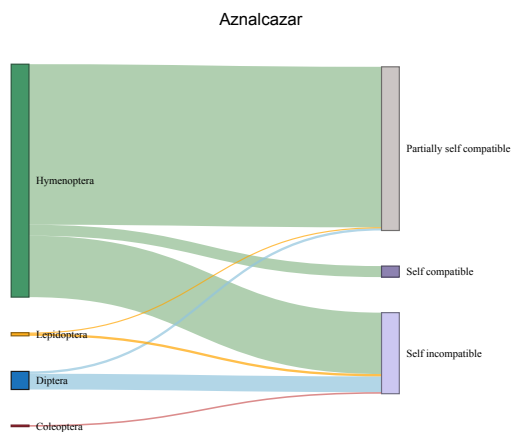 Aznalcazar
Partially self compatible
Hymenoptera
Self compatible
Lepidoptera
Self incompatible
Diptera
Coleoptera